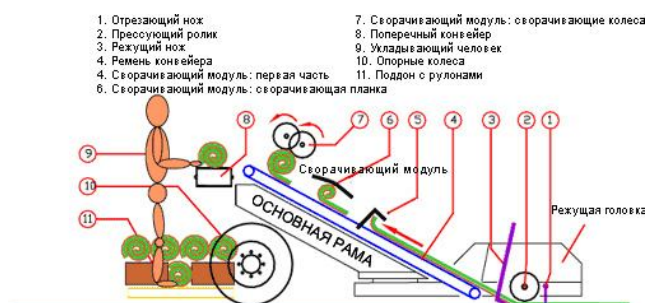 1. Отрезающий нож
2. Прессующий ролик
3. Режущий нож
4. Ремень конвейера
4. Сворачивающий модуль: первая часть
6. Сворачивающий модуль: сворачивающая планка
7. Сворачивающий модуль: сворачивающие колеса
8. Поперечный конвейер
9. Укладывающий человек
10. Опорные колеса
11. Поддон с рулонами
8
7
6
5
4
3
2
1
9
Сворачивающий модуль
10
Режущая головка
ОСНОВНАЯ РАМА
11